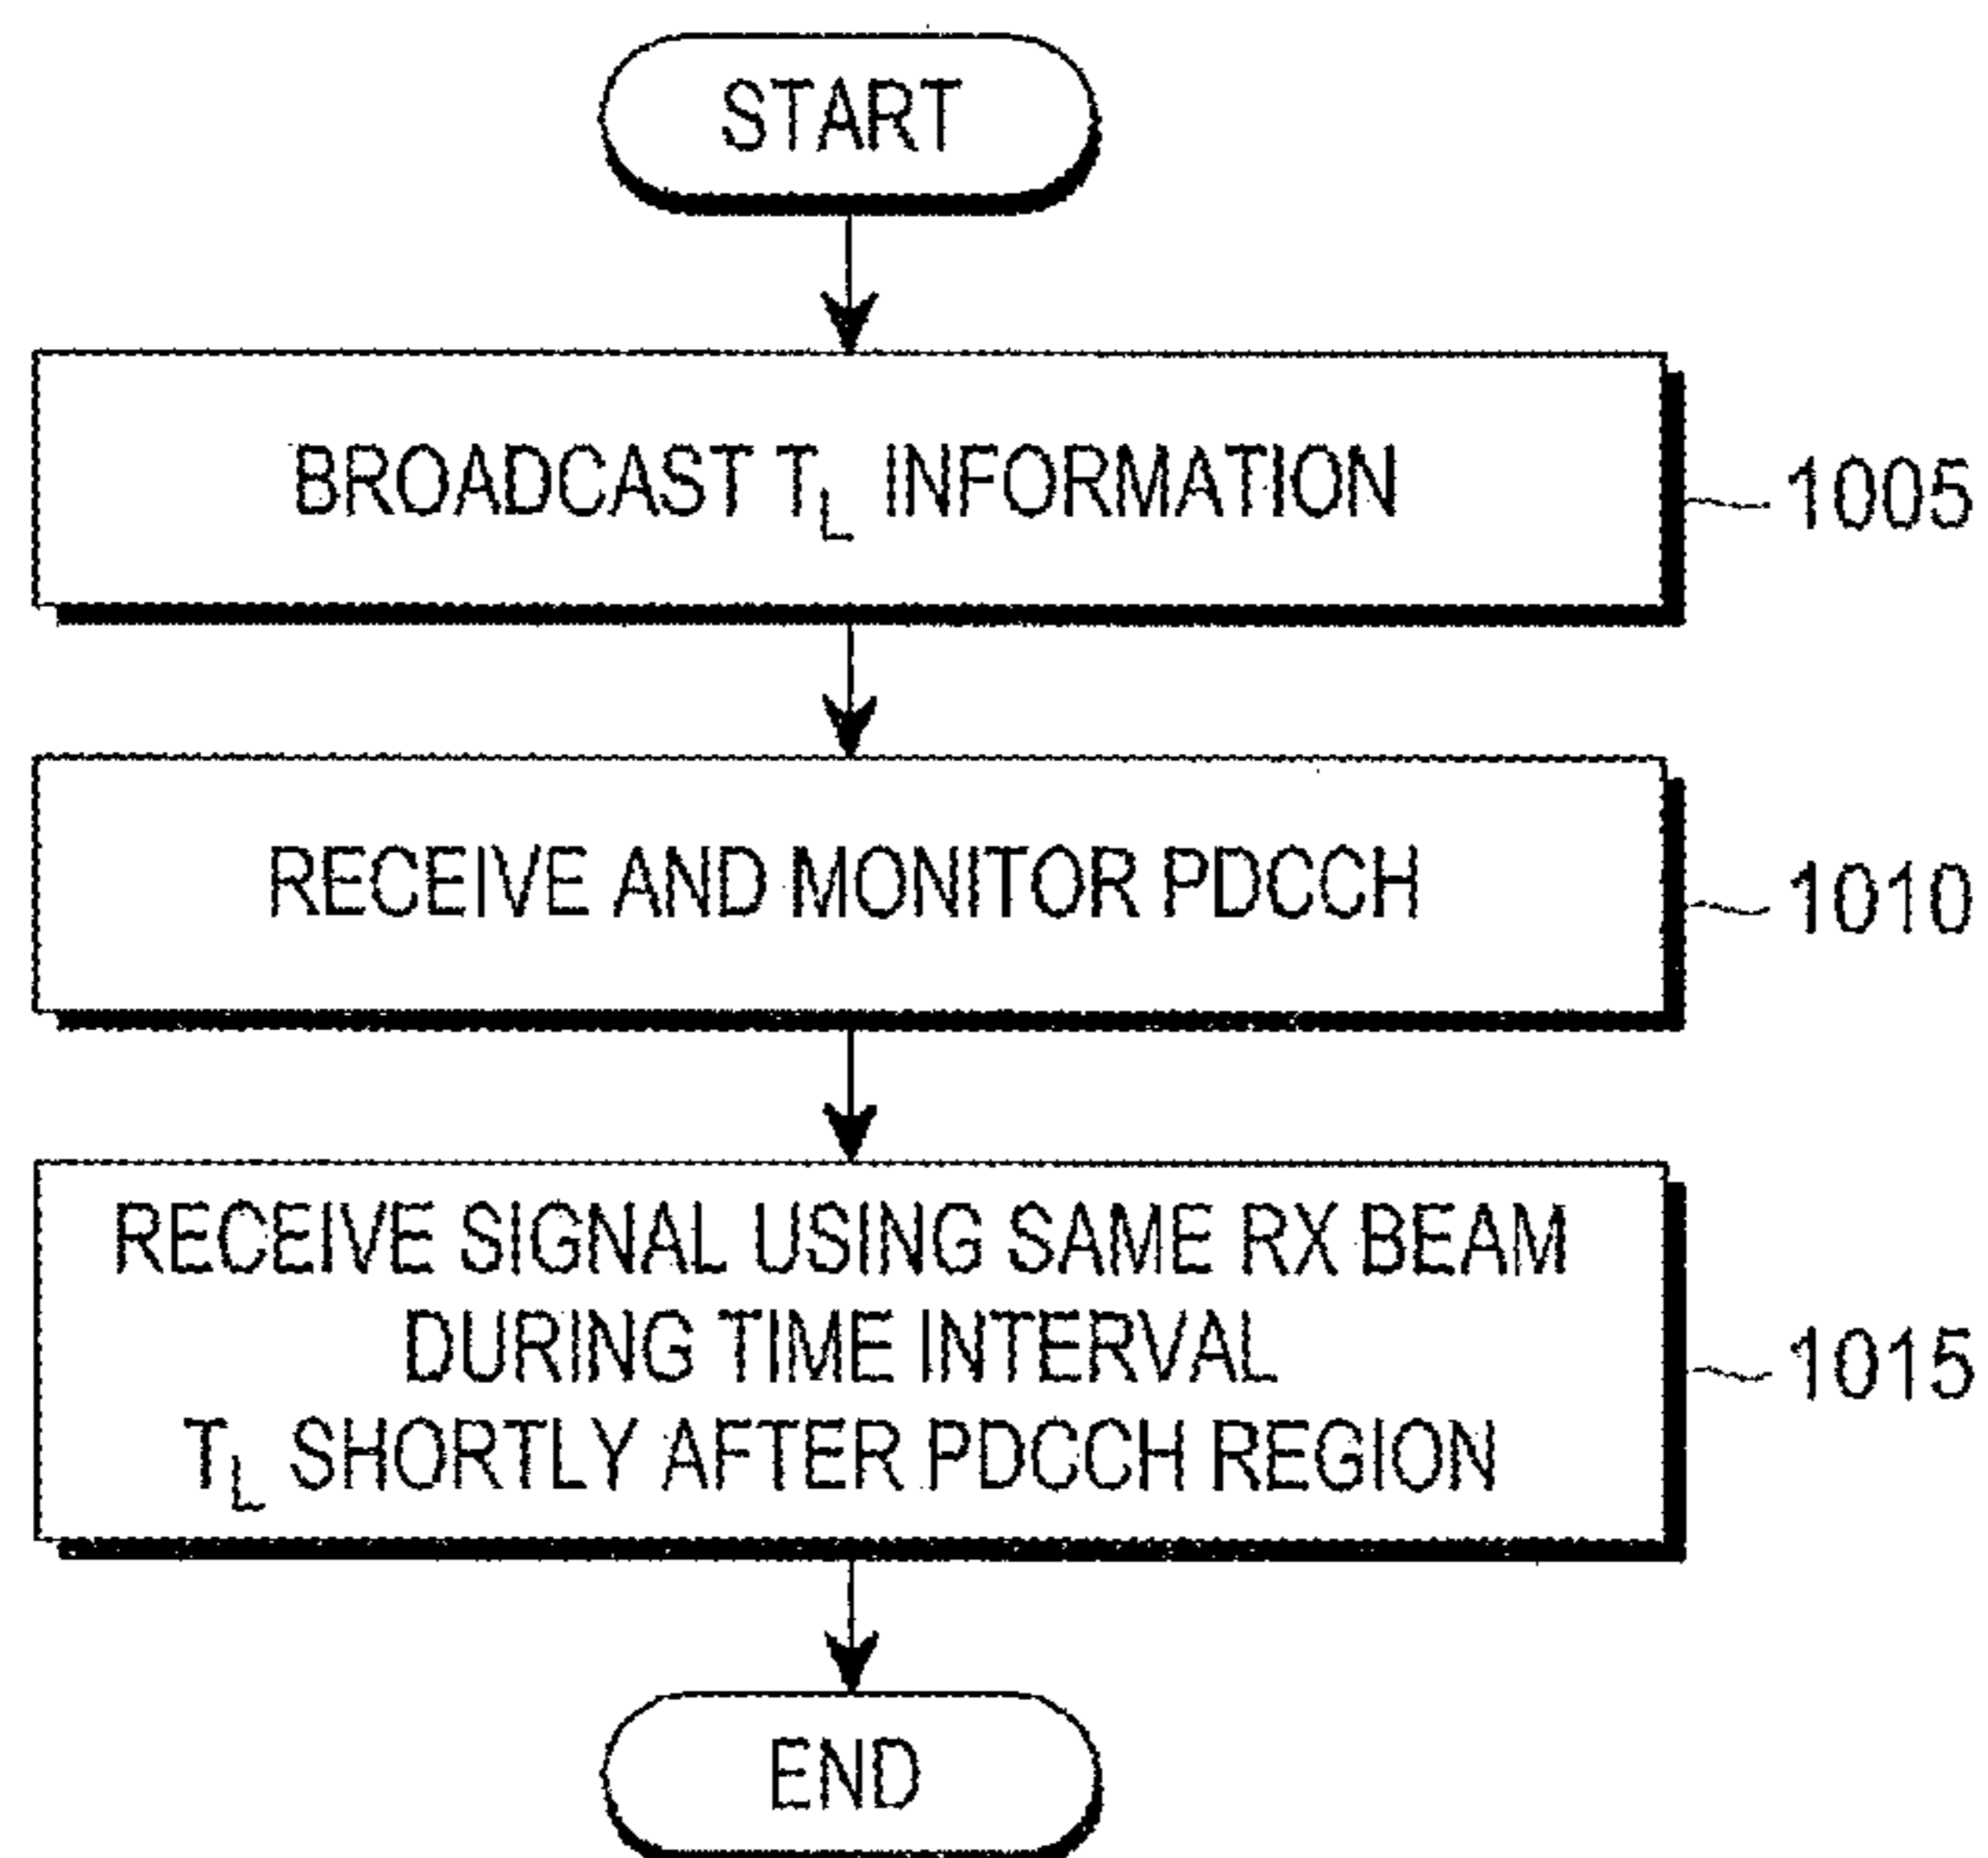 START
BROADCAST T_L INFORMATION
1005
RECEIVE AND MONITOR PDCCH
1010
RECEIVE SIGNAL USING SAME RX BEAM
DURING TIME INTERVAL
T_L SHORTLY AFTER PDCCH REGION
1015
END